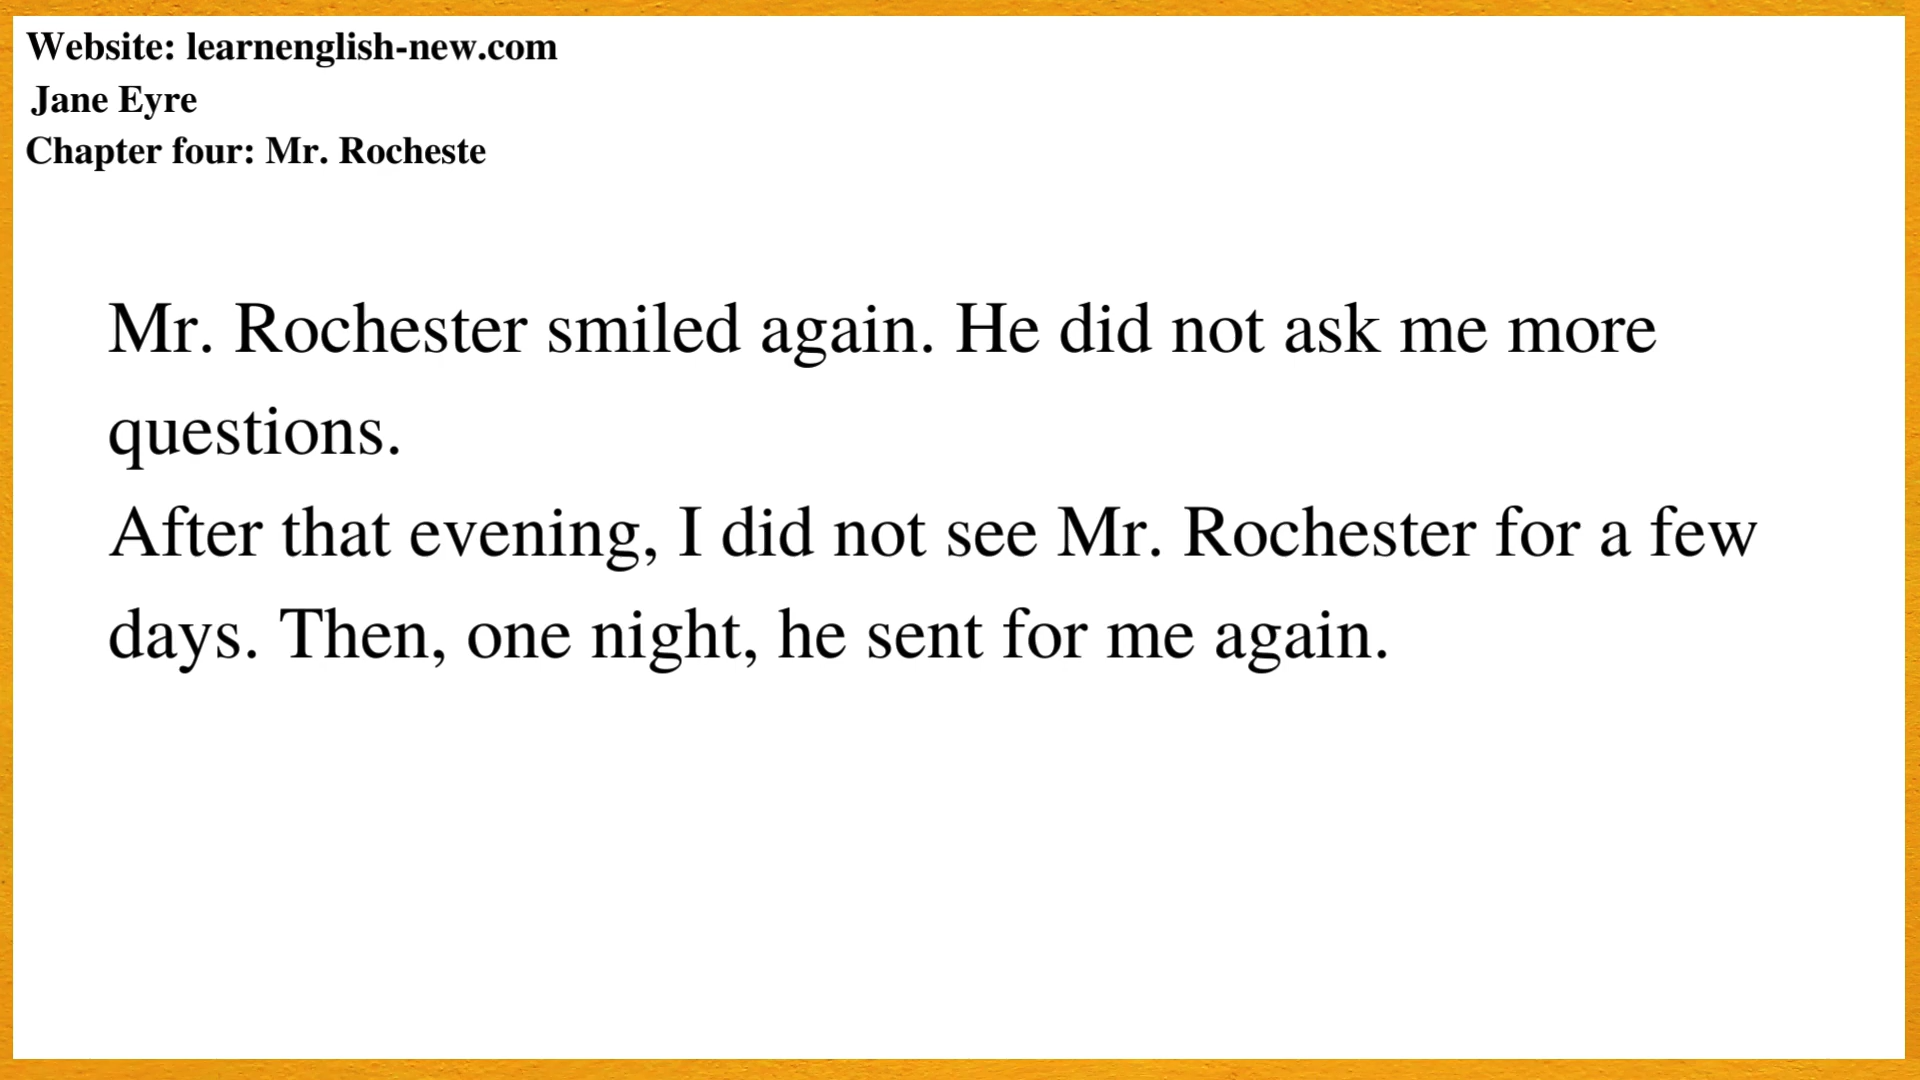 Website: learnenglish-new.com
Jane Eyre
Chapter four: Mr. Rocheste
Mr. Rochester smiled again. He did not ask me more
questions.
After that evening, I did not see Mr. Rochester for a few
days. Then, one night, he sent for me again.